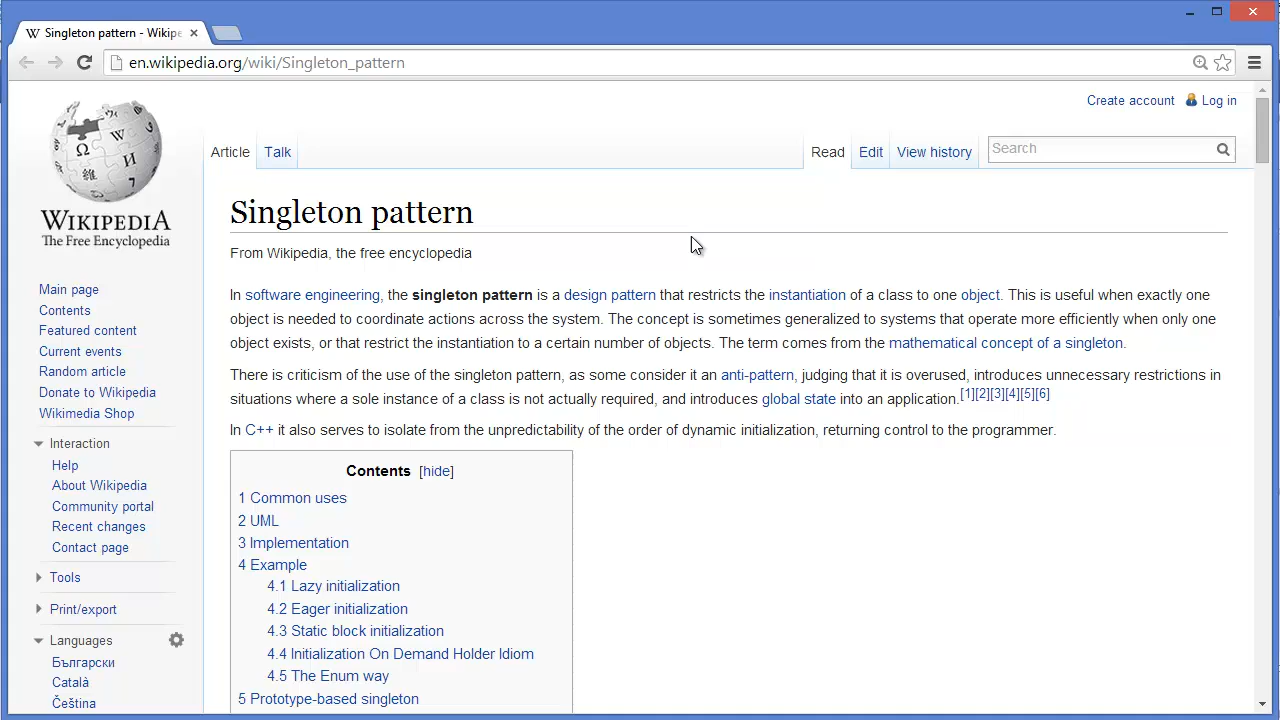 Singleton pattern - Wikipe
en.wikipedia.org/wiki/Singleton_pattern
Create account Log in
Article Talk Read Edit View history Search
WIKIPEDIA
The Free Encyclopedia
Main page
Contents
Featured content
Current events
Random article
Donate to Wikipedia
Wikimedia Shop
Interaction
Help
About Wikipedia
Community portal
Recent changes
Contact page
Tools
Print/export
Languages
Български
Català
Čeština
Singleton pattern
From Wikipedia, the free encyclopedia
In software engineering, the singleton pattern is a design pattern that restricts the instantiation of a class to one object. This is useful when exactly one
object is needed to coordinate actions across the system. The concept is sometimes generalized to systems that operate more efficiently when only one
object exists, or that restrict the instantiation to a certain number of objects. The term comes from the mathematical concept of a singleton.
There is criticism of the use of the singleton pattern, as some consider it an anti-pattern, judging that it is overused, introduces unnecessary restrictions in
situations where a sole instance of a class is not actually required, and introduces global state into an application.[1][2][3][4][5][6]
In C++ it also serves to isolate from the unpredictability of the order of dynamic initialization, returning control to the programmer.
Contents [hide]
1 Common uses
2 UML
3 Implementation
4 Example
4.1 Lazy initialization
4.2 Eager initialization
4.3 Static block initialization
4.4 Initialization On Demand Holder Idiom
4.5 The Enum way
5 Prototype-based singleton